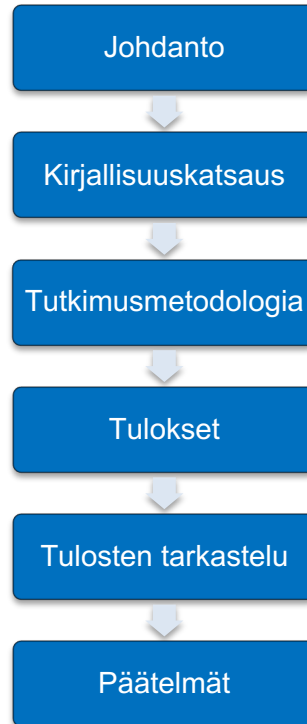 Johdanto
Kirjallisuuskatsaus
Tutkimusmetodologia
Tulokset
Tulosten tarkastelu
Päätelmät